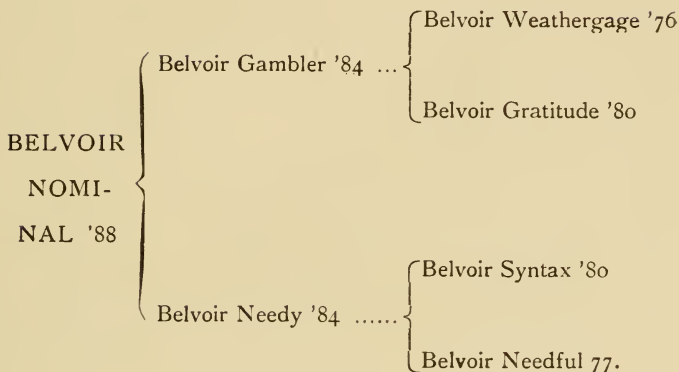 Belvoir Weathergage '76
Belvoir Gambler '84 ...
Belvoir Gratitude '80
BELVOIR
NOMI-
NAL '88
Belvoir Syntax '80
Belvoir Needy '84 ......
Belvoir Needful 77.